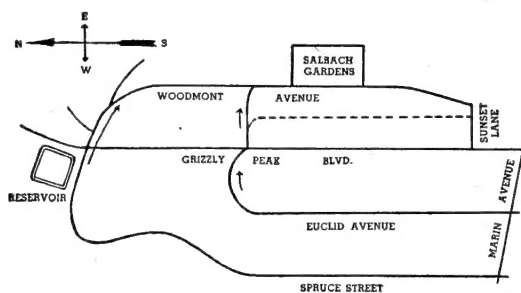 E
N S
W
SALBACH
GARDENS
WOODMONT AVENUE
SUNSET LANE
GRIZZLY PEAK BLVD.
RESERVOIR
EUCLID AVENUE
MARIN AVENUE
SPRUCE STREET